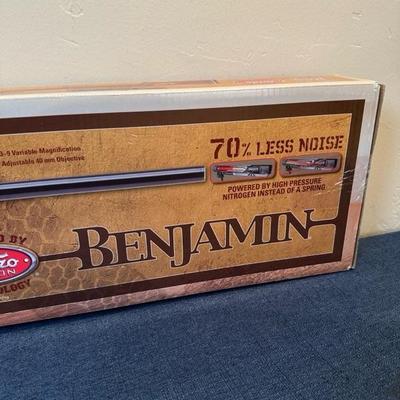 3-9 Variable Magnification
Adjustable 40 mm Objective
70% LESS NOISE
POWERED BY HIGH PRESSURE
NITROGEN INSTEAD OF A SPRING
BY
BENJAMIN